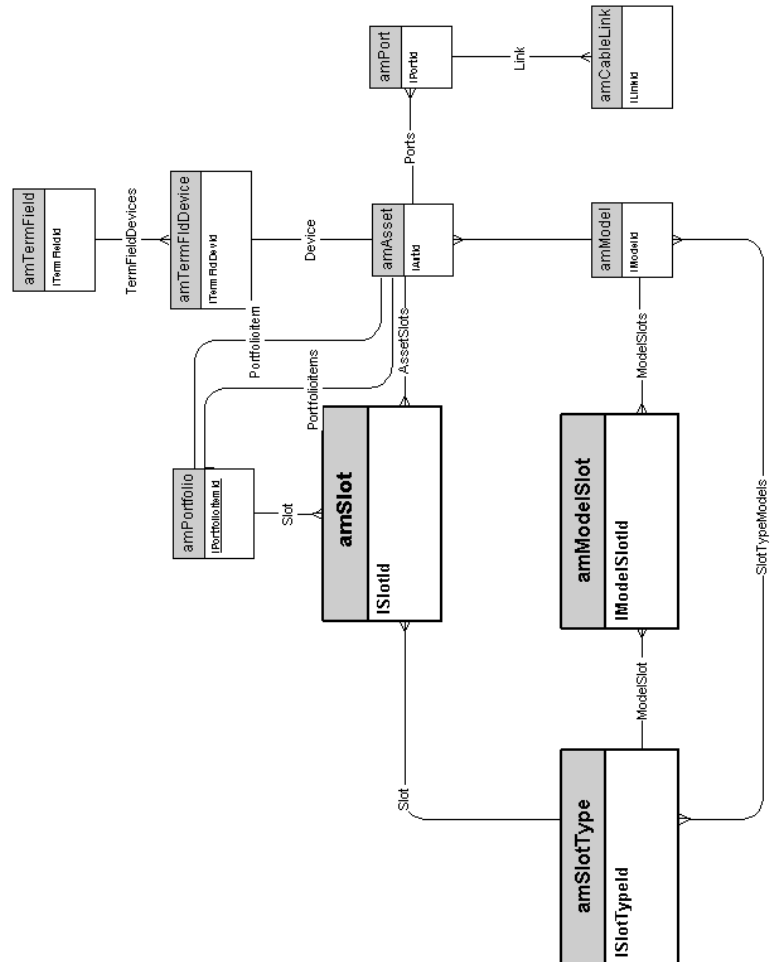 amTermField
lTermFieldId
TermFieldDevices
amTermFldDevice
lTermFldDevId
Device
amPort
lPortId
Link
amCableLink
lLinkId
Ports
amAsset
lAstId
amModel
lModelId
PortfolioItem
PortfolioItems
AssetSlots
amPortfolio
lPortfolioItemId
Slot
amSlot
lSlotId
ModelSlots
amModelSlot
lModelSlotId
SlotTypeModels
ModelSlot
Slot
amSlotType
lSlotTypeId